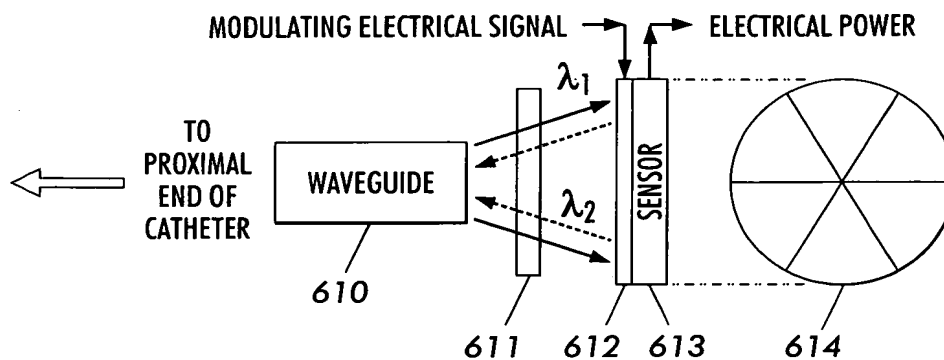 MODULATING ELECTRICAL SIGNAL
ELECTRICAL POWER
λ1
TO
PROXIMAL
END OF
CATHETER
WAVEGUIDE
λ2
SENSOR
610
611
612
613
614